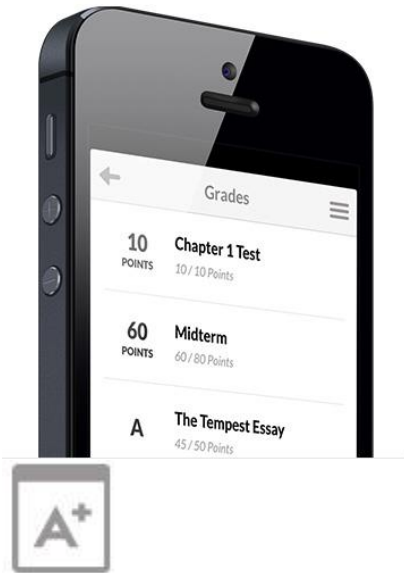 Grades
10
POINTS
Chapter 1 Test
10 / 10 Points
60
POINTS
Midterm
60 / 80 Points
A
The Tempest Essay
45 / 50 Points
A+